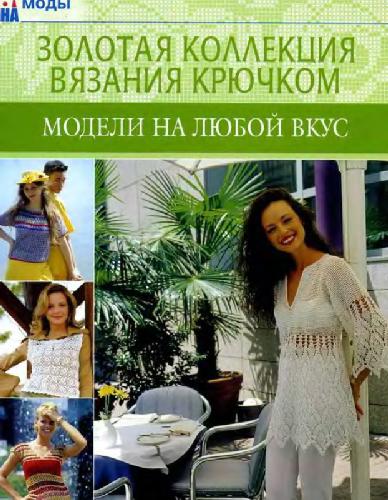 НА МОДЫ
ЗОЛОТАЯ КОЛЛЕКЦИЯ
ВЯЗАНИЯ КРЮЧКОМ
МОДЕЛИ НА ЛЮБОЙ ВКУС